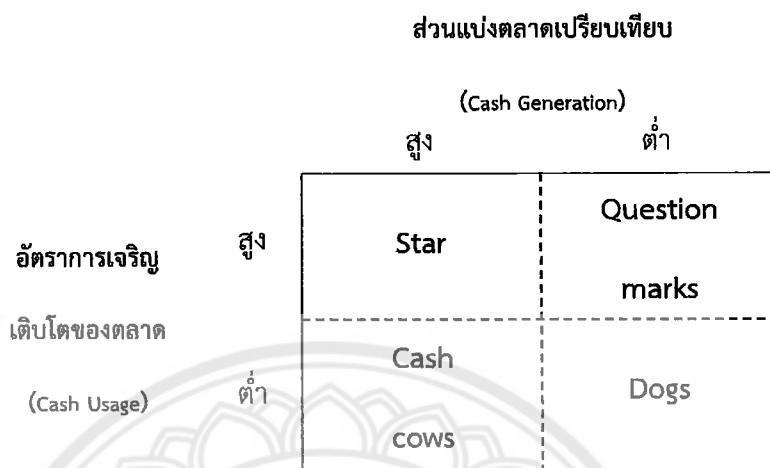 ส่วนแบ่งตลาดเปรียบเทียบ
(Cash Generation)
สูง ต่ำ
อัตราการเจริญ
เติบโตของตลาด
(Cash Usage)
สูง
ต่ำ
Star
Question
marks
Cash
cows
Dogs